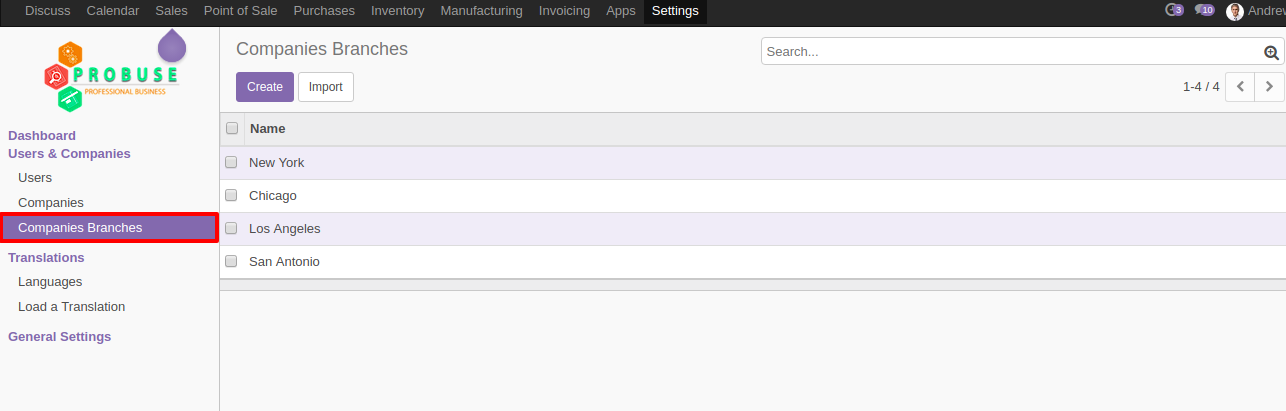 Discuss Calendar Sales Point of Sale Purchases Inventory Manufacturing Invoicing Apps Settings 3 10 Andrew
PROBUSE
PROFESSIONAL BUSINESS
Companies Branches
Search...
Create Import
1-4 / 4
Dashboard
Users & Companies
Users
Companies
Companies Branches
Translations
Languages
Load a Translation
General Settings
Name
New York
Chicago
Los Angeles
San Antonio